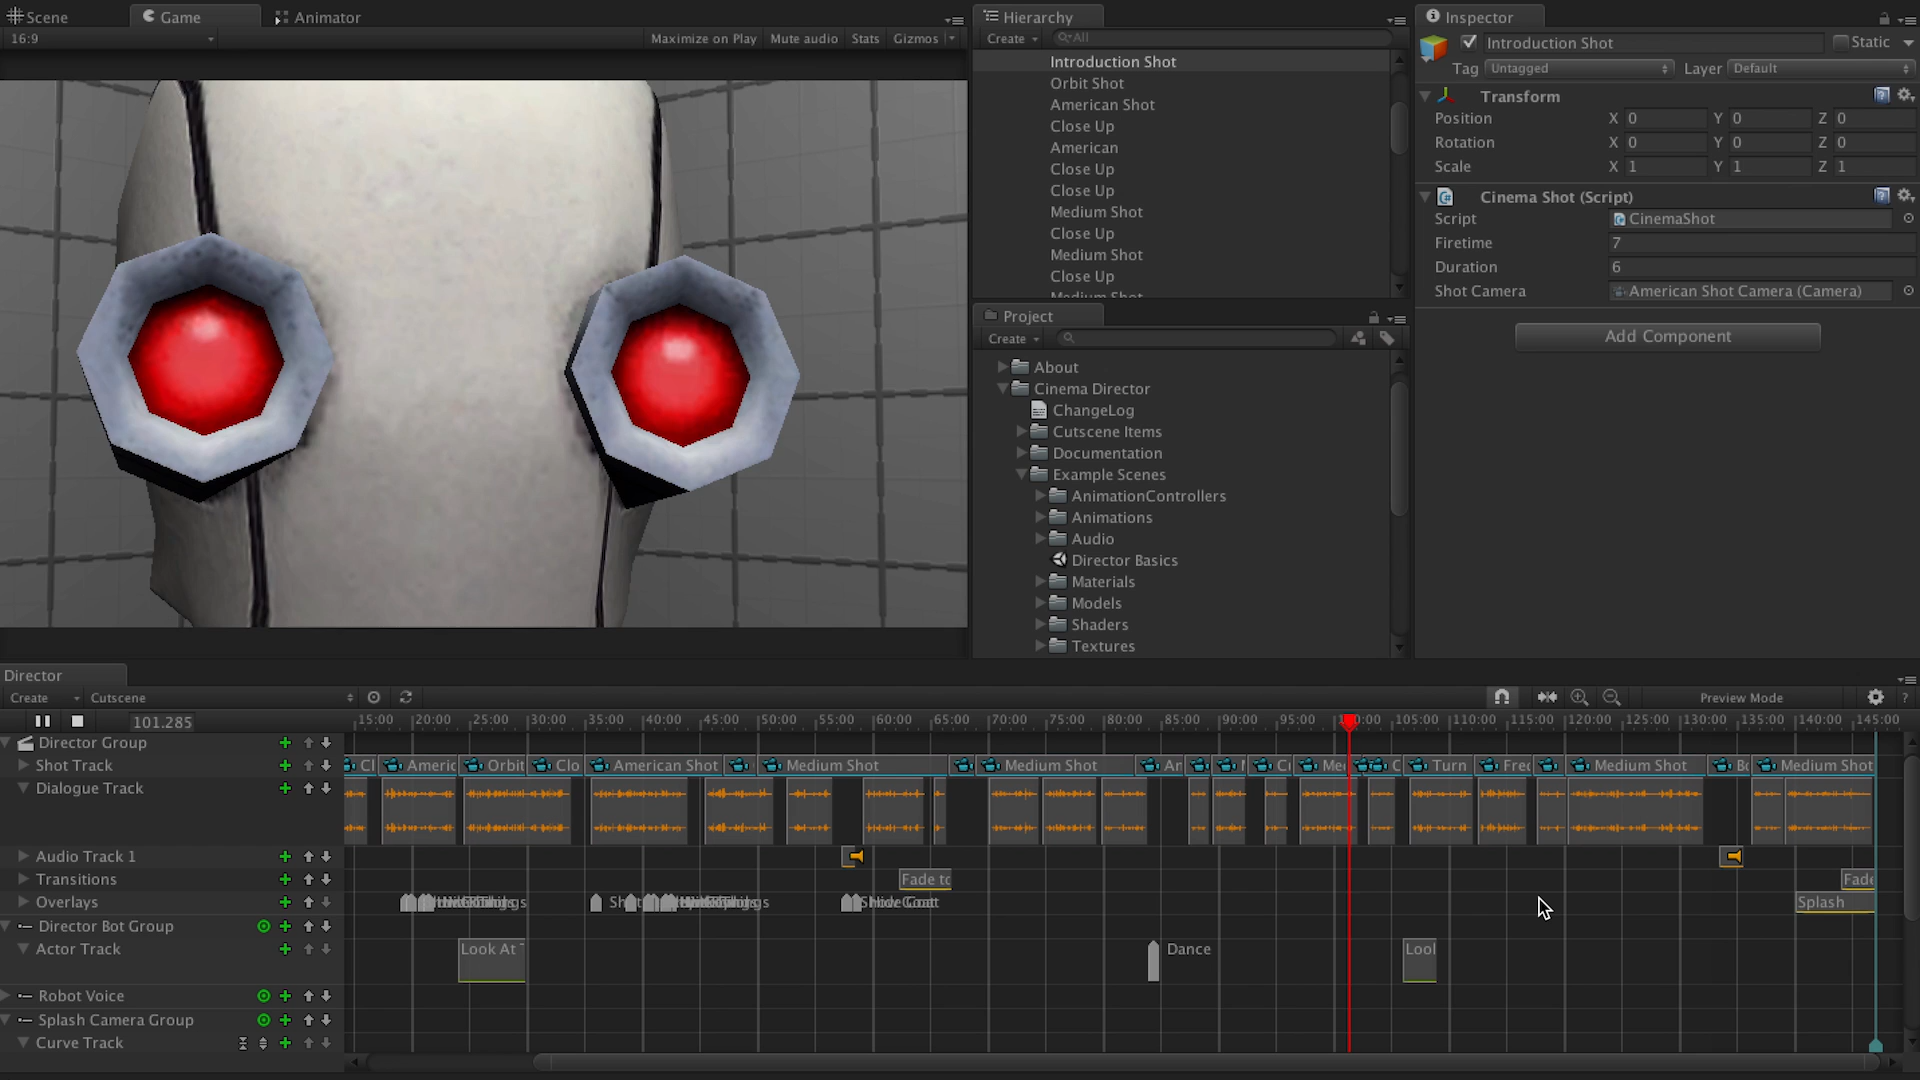 Scene
Game
Animator
16:9
Maximize on Play
Mute audio
Stats
Gizmos
Hierarchy
Create
All
Introduction Shot
Orbit Shot
American Shot
Close Up
American
Close Up
Close Up
Medium Shot
Close Up
Medium Shot
Close Up
Medium Shot
Project
Create
About
Cinema Director
ChangeLog
Cutscene Items
Documentation
Example Scenes
AnimationControllers
Animations
Audio
Director Basics
Materials
Models
Shaders
Textures
Inspector
Introduction Shot
Static
Tag Untagged Layer Default
Transform
Position X 0 Y 0 Z 0
Rotation X 0 Y 0 Z 0
Scale X 1 Y 1 Z 1
Cinema Shot (Script)
Script CinemaShot
Firetime 7
Duration 6
Shot Camera American Shot Camera (Camera)
Add Component
Director
Create Cutscene
Preview Mode ?
101.285
15:00 20:00 25:00 30:00 35:00 40:00 45:00 50:00 55:00 60:00 65:00 70:00 75:00 80:00 85:00 90:00 95:00 105:00 110:00 115:00 120:00 125:00 130:00 135:00 140:00 145:00
Director Group
Shot Track
Cl Americ Orbit Clo American Shot Medium Shot Medium Shot Ar Turn Medium Shot Medium Shot
Dialogue Track
Audio Track 1
Transitions
Fade to
Fade
Overlays
Splash
Director Bot Group
Actor Track
Look At
Dance
Look
Robot Voice
Splash Camera Group
Curve Track